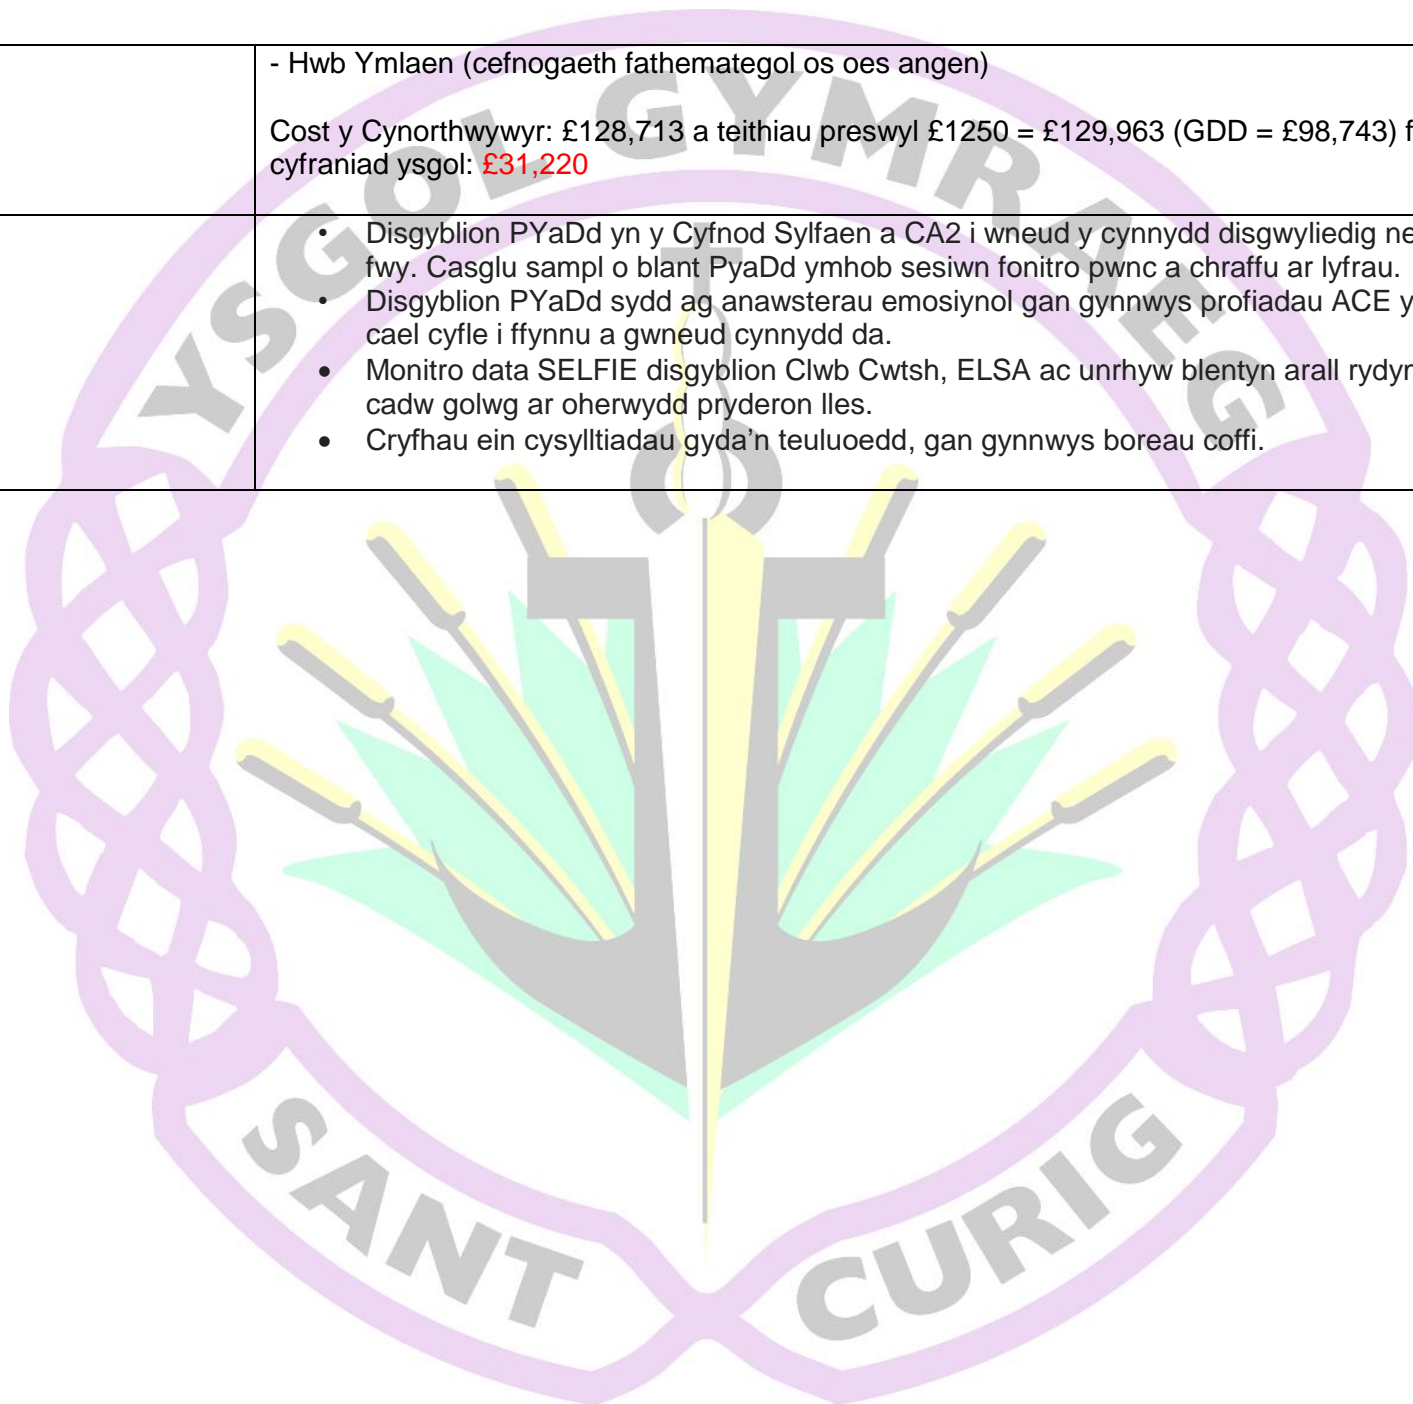 - Hwb Ymlaen (cefnogaeth fathemategol os oes angen)
Cost y Cynorthwywyr: £128,713 a teithiau preswyl £1250 = £129,963 (GDD = £98,743) f
cyfraniad ysgol: £31,220
• Disgyblion PYaDd yn y Cyfnod Sylfaen a CA2 i wneud y cynnydd disgwyliedig ne
fwy. Casglu sampl o blant PyaDd ymhob sesiwn fonitro pwnc a chraffu ar lyfrau.
• Disgyblion PYaDd sydd ag anawsterau emosiynol gan gynnwys profiadau ACE y
cael cyfle i ffynnu a gwneud cynnydd da.
• Monitro data SELFIE disgyblion Clwb Cwtsh, ELSA ac unrhyw blentyn arall rydyr
cadw golwg ar oherwydd pryderon lles.
• Cryfhau ein cysylltiadau gyda'n teuluoedd, gan gynnwys boreau coffi.
YSGOL GYMRAEG
SANT CURIG